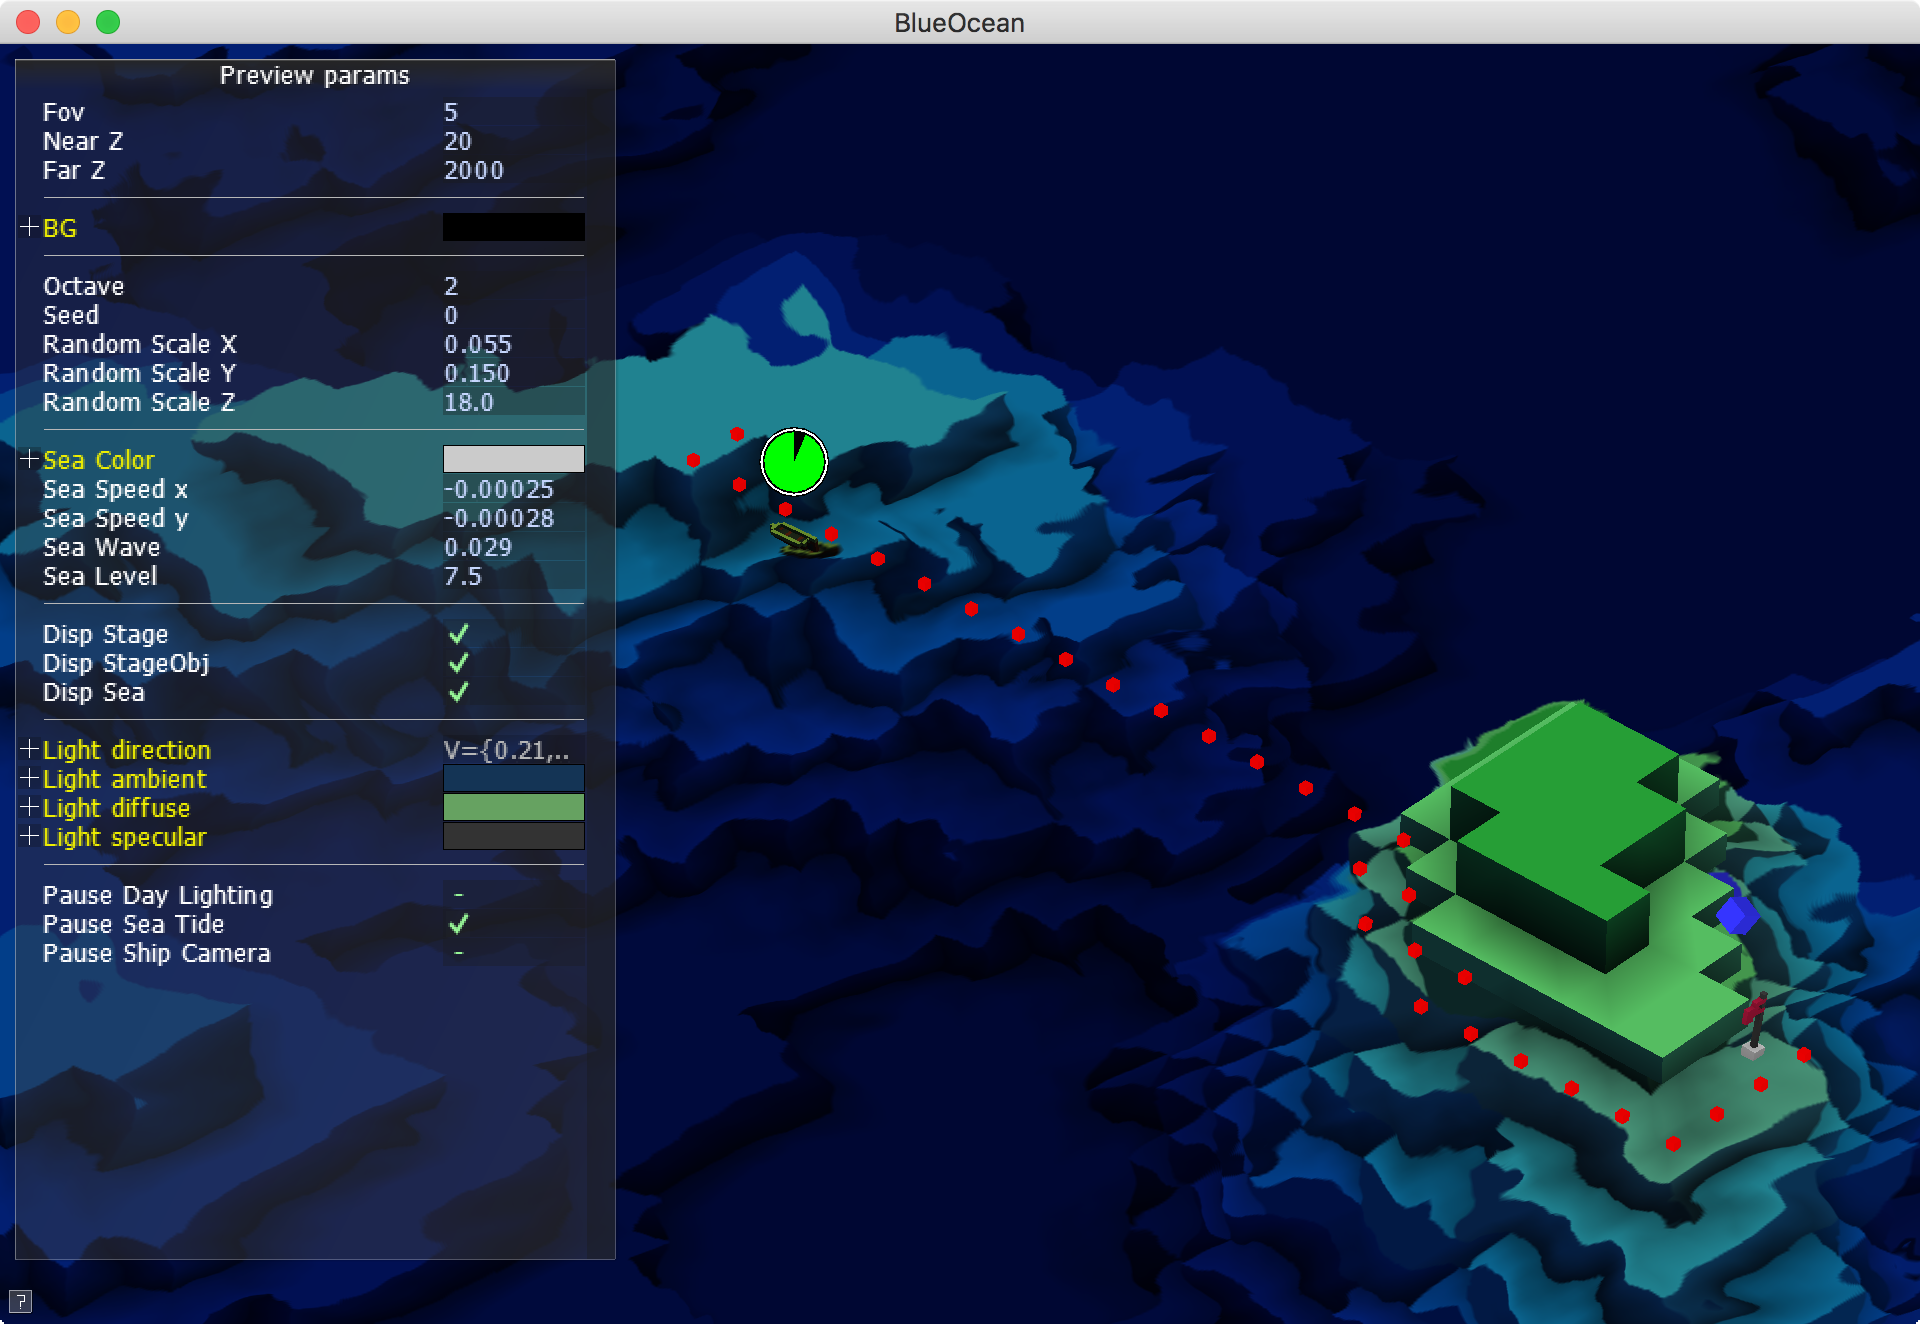 BlueOcean
Preview params
Fov 5
Near Z 20
Far Z 2000
+ BG
Octave 2
Seed 0
Random Scale X 0.055
Random Scale Y 0.150
Random Scale Z 18.0
+ Sea Color
Sea Speed x -0.00025
Sea Speed y -0.00028
Sea Wave 0.029
Sea Level 7.5
Disp Stage ✓
Disp StageObj ✓
Disp Sea ✓
+ Light direction V={0.21,..
+ Light ambient
+ Light diffuse
+ Light specular
Pause Day Lighting -
Pause Sea Tide ✓
Pause Ship Camera -
?